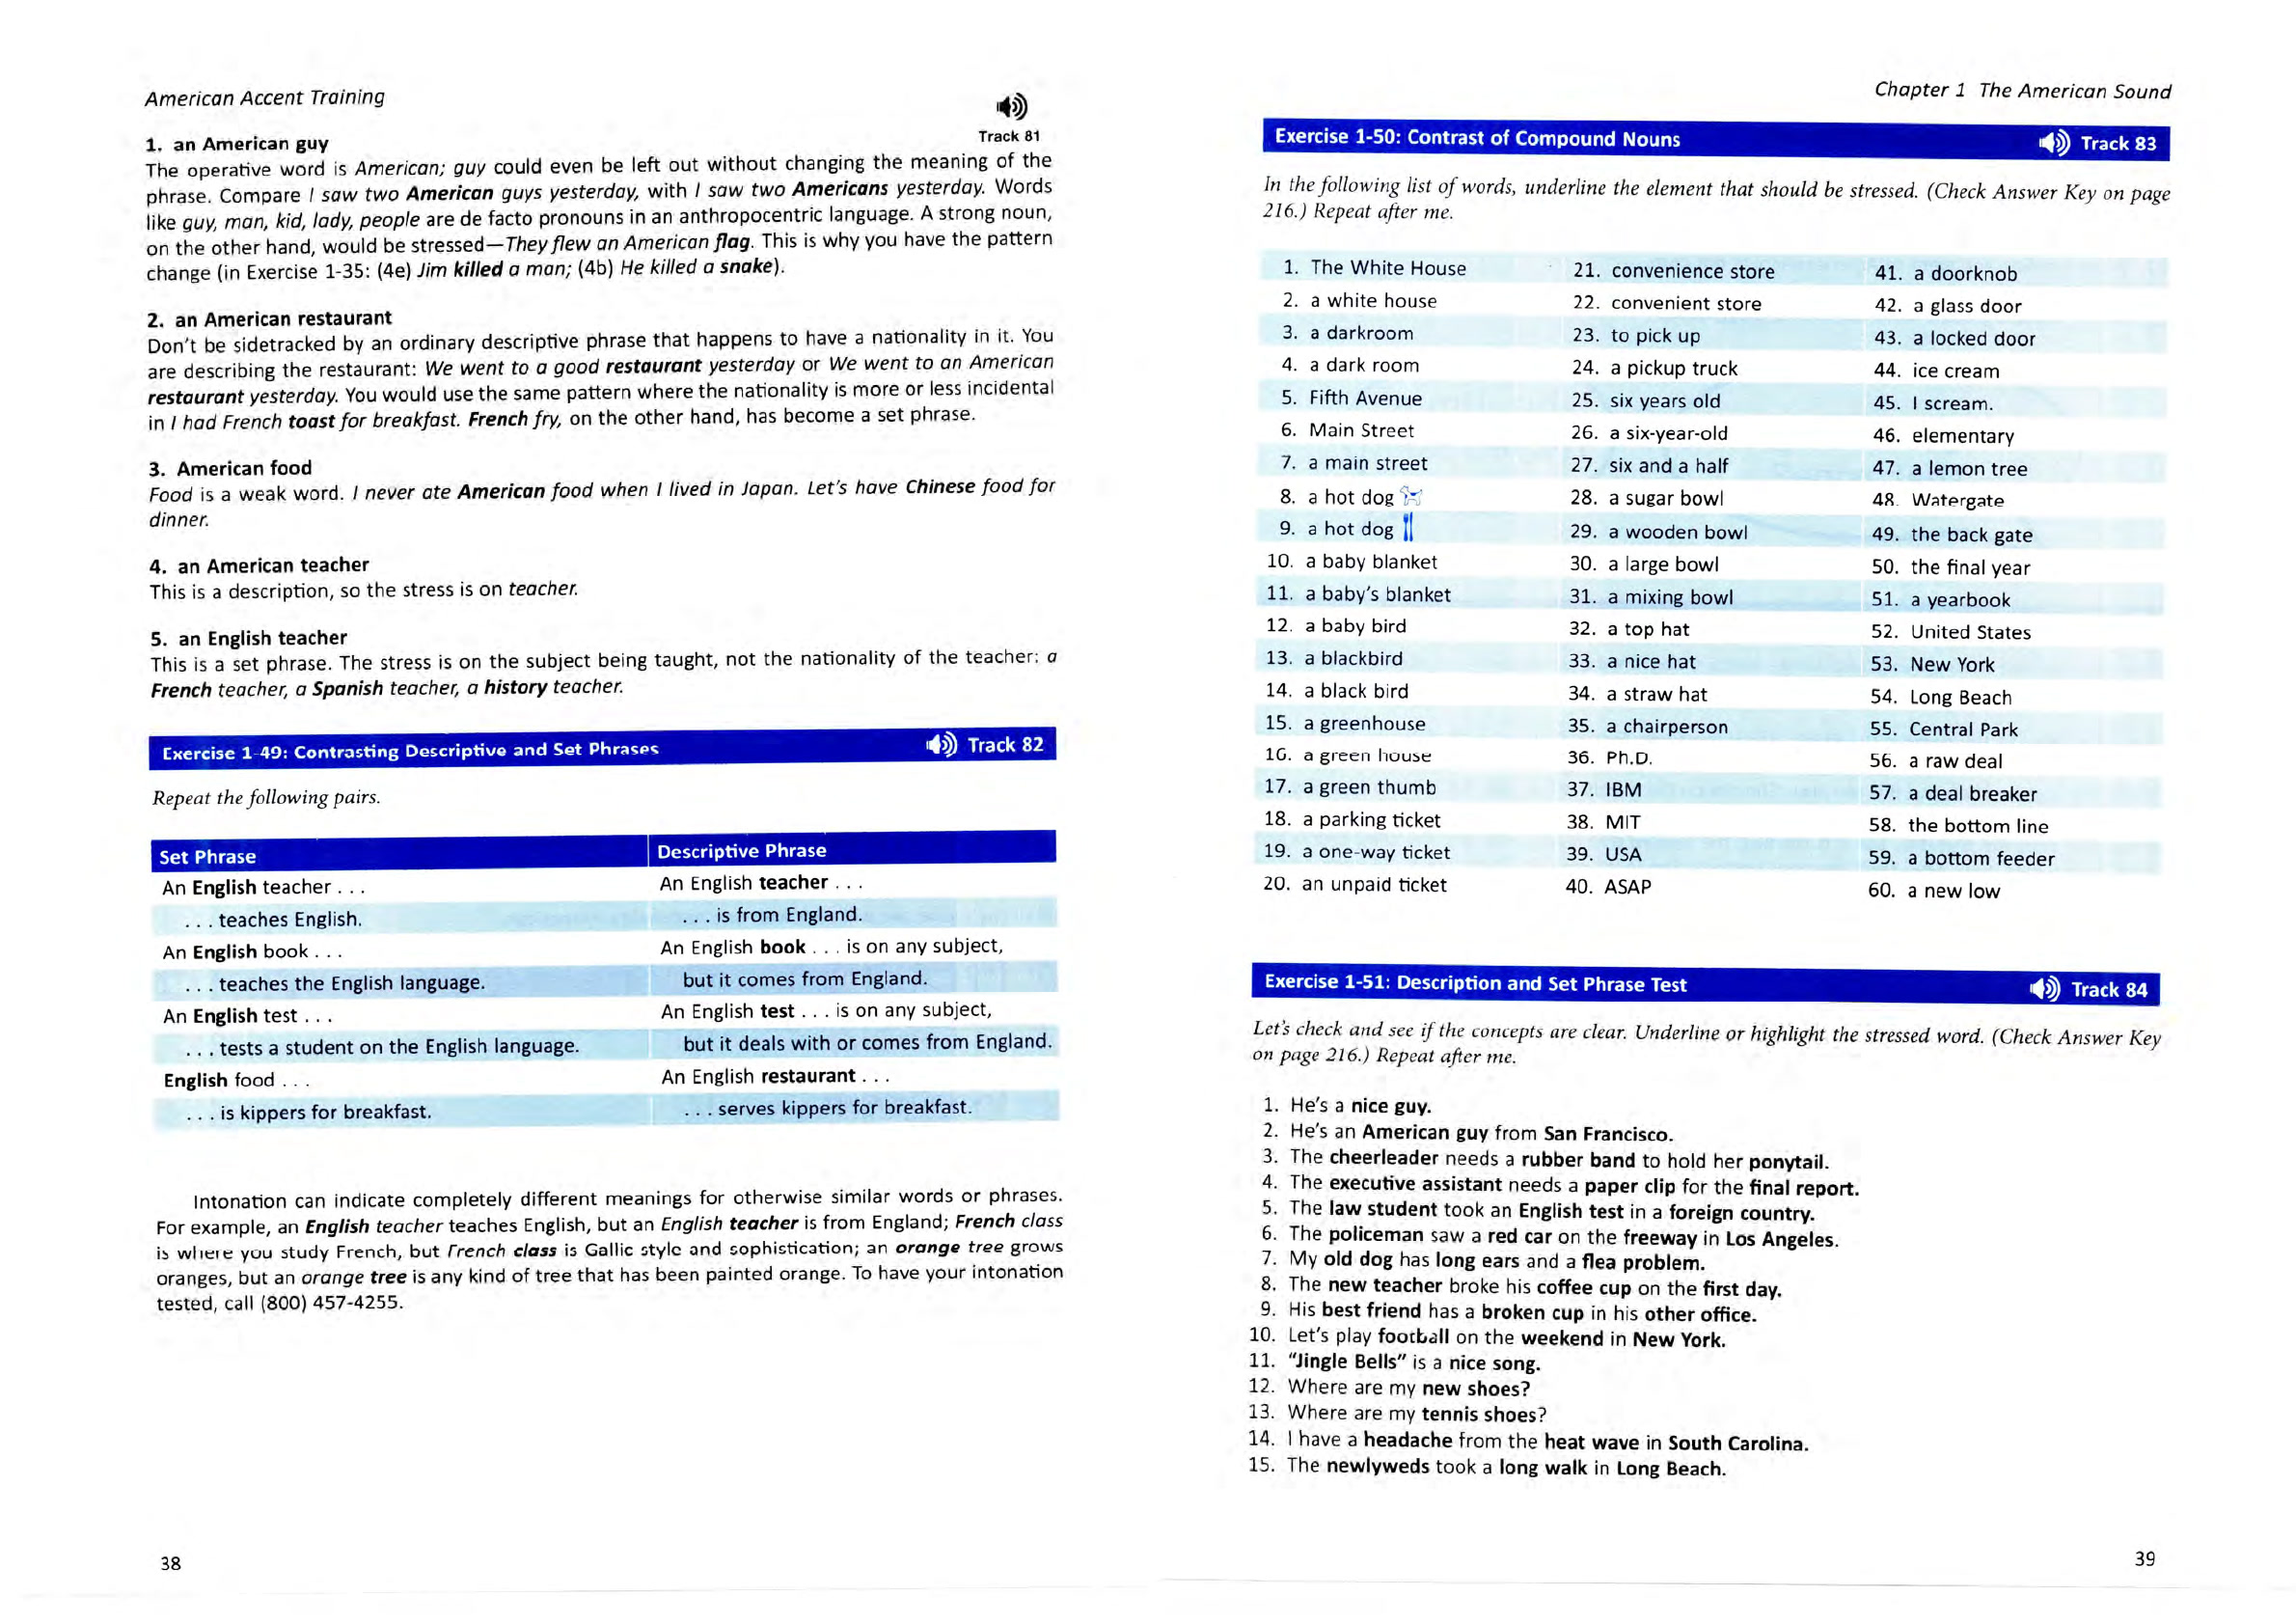 American Accent Training
Track 81
1. an American guy
The operative word is American; guy could even be left out without changing the meaning of the
phrase. Compare I saw two American guys yesterday, with I saw two Americans yesterday. Words
like guy, man, kid, lady, people are de facto pronouns in an anthropocentric language. A strong noun,
on the other hand, would be stressed—They flew an American flag. This is why you have the pattern
change (in Exercise 1-35: (4e) Jim killed a man; (4b) He killed a snake).
2. an American restaurant
Don't be sidetracked by an ordinary descriptive phrase that happens to have a nationality in it. You
are describing the restaurant: We went to a good restaurant yesterday or We went to an American
restaurant yesterday. You would use the same pattern where the nationality is more or less incidental
in I had French toast for breakfast. French fry, on the other hand, has become a set phrase.
3. American food
Food is a weak word. I never ate American food when I lived in Japan. Let's have Chinese food for
dinner.
4. an American teacher
This is a description, so the stress is on teacher.
5. an English teacher
This is a set phrase. The stress is on the subject being taught, not the nationality of the teacher: a
French teacher, a Spanish teacher, a history teacher.
Exercise 1-49: Contrasting Descriptive and Set Phrases Track 82
Repeat the following pairs.
Set Phrase Descriptive Phrase
An English teacher . . . An English teacher . . .
. . . teaches English. . . . is from England.
An English book . . . An English book . . . is on any subject,
. . . teaches the English language. but it comes from England.
An English test . . . An English test . . . is on any subject,
. . . tests a student on the English language. but it deals with or comes from England.
English food . . . An English restaurant . . .
. . . is kippers for breakfast. . . . serves kippers for breakfast.
Intonation can indicate completely different meanings for otherwise similar words or phrases.
For example, an English teacher teaches English, but an English teacher is from England; French class
is where you study French, but French class is Gallic style and sophistication; an orange tree grows
oranges, but an orange tree is any kind of tree that has been painted orange. To have your intonation
tested, call (800) 457-4255.
38
Chapter 1 The American Sound
Exercise 1-50: Contrast of Compound Nouns Track 83
In the following list of words, underline the element that should be stressed. (Check Answer Key on page
216.) Repeat after me.
1. The White House
2. a white house
3. a darkroom
4. a dark room
5. Fifth Avenue
6. Main Street
7. a main street
8. a hot dog
9. a hot dog
10. a baby blanket
11. a baby's blanket
12. a baby bird
13. a blackbird
14. a black bird
15. a greenhouse
16. a green house
17. a green thumb
18. a parking ticket
19. a one-way ticket
20. an unpaid ticket
21. convenience store
22. convenient store
23. to pick up
24. a pickup truck
25. six years old
26. a six-year-old
27. six and a half
28. a sugar bowl
29. a wooden bowl
30. a large bowl
31. a mixing bowl
32. a top hat
33. a nice hat
34. a straw hat
35. a chairperson
36. Ph.D.
37. IBM
38. MIT
39. USA
40. ASAP
41. a doorknob
42. a glass door
43. a locked door
44. ice cream
45. I scream.
46. elementary
47. a lemon tree
48. Watergate
49. the back gate
50. the final year
51. a yearbook
52. United States
53. New York
54. Long Beach
55. Central Park
56. a raw deal
57. a deal breaker
58. the bottom line
59. a bottom feeder
60. a new low
Exercise 1-51: Description and Set Phrase Test Track 84
Let's check and see if the concepts are clear. Underline or highlight the stressed word. (Check Answer Key
on page 216.) Repeat after me.
1. He's a nice guy.
2. He's an American guy from San Francisco.
3. The cheerleader needs a rubber band to hold her ponytail.
4. The executive assistant needs a paper clip for the final report.
5. The law student took an English test in a foreign country.
6. The policeman saw a red car on the freeway in Los Angeles.
7. My old dog has long ears and a flea problem.
8. The new teacher broke his coffee cup on the first day.
9. His best friend has a broken cup in his other office.
10. Let's play football on the weekend in New York.
11. "Jingle Bells" is a nice song.
12. Where are my new shoes?
13. Where are my tennis shoes?
14. I have a headache from the heat wave in South Carolina.
15. The newlyweds took a long walk in Long Beach.
39